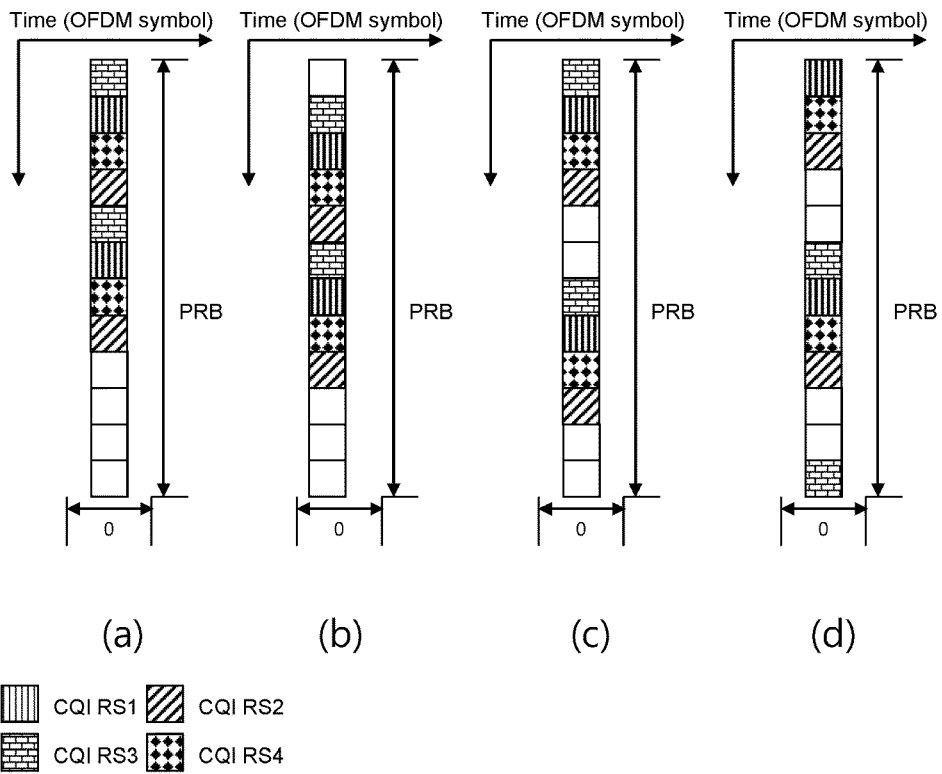 Time (OFDM symbol) Time (OFDM symbol) Time (OFDM symbol) Time (OFDM symbol)
PRB PRB PRB PRB
0 0 0 0
(a) (b) (c) (d)
CQI RS1 CQI RS2
CQI RS3 CQI RS4